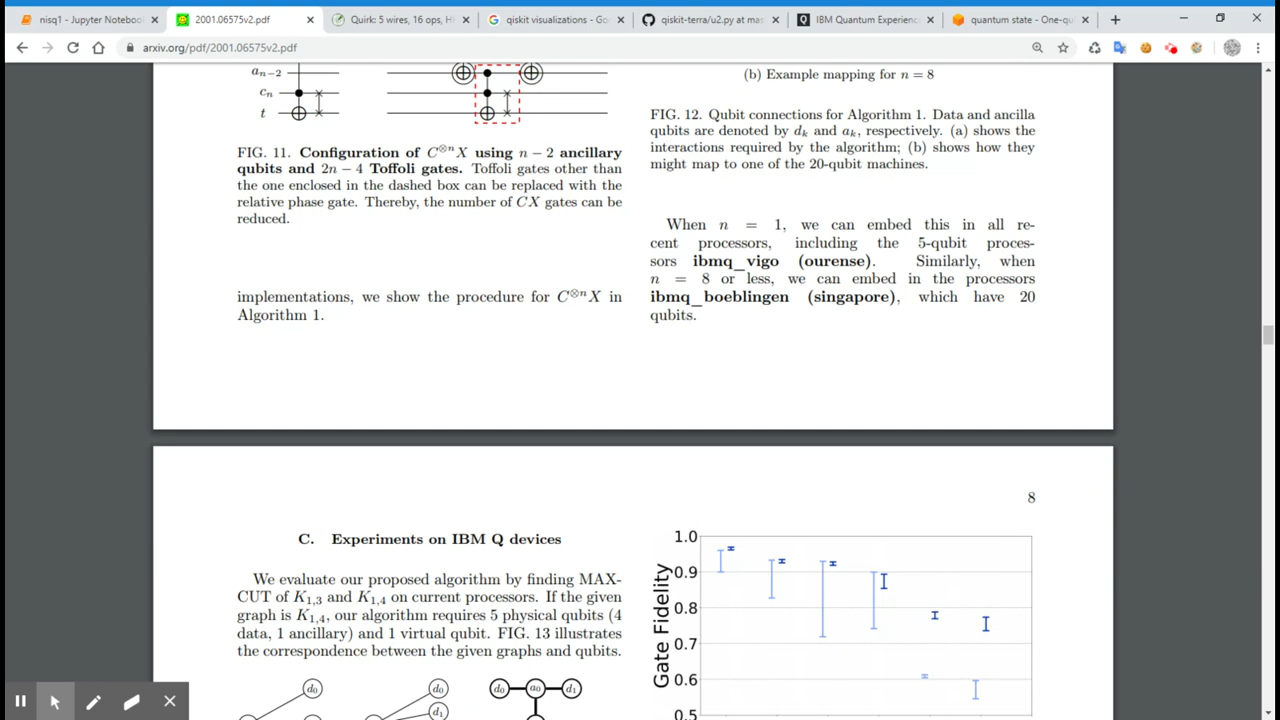 nisq1 - Jupyter Notebook
2001.06575v2.pdf
Quirk: 5 wires, 16 ops, H
qiskit visualizations - Go
qiskit-terra/u2.py at mas
IBM Quantum Experienc
quantum state - One-qu
arxiv.org/pdf/2001.06575v2.pdf
a_{n−2}
c_n
t
FIG. 11. Configuration of C^{⊗n}X using n − 2 ancillary
qubits and 2n − 4 Toffoli gates. Toffoli gates other than
the one enclosed in the dashed box can be replaced with the
relative phase gate. Thereby, the number of CX gates can be
reduced.
implementations, we show the procedure for C^{⊗n}X in
Algorithm 1.
(b) Example mapping for n = 8
FIG. 12. Qubit connections for Algorithm 1. Data and ancilla
qubits are denoted by d_k and a_k, respectively. (a) shows the
interactions required by the algorithm; (b) shows how they
might map to one of the 20-qubit machines.
When n = 1, we can embed this in all re-
cent processors, including the 5-qubit proces-
sors ibmq_vigo (ourense). Similarly, when
n = 8 or less, we can embed in the processors
ibmq_boeblingen (singapore), which have 20
qubits.
8
C. Experiments on IBM Q devices
We evaluate our proposed algorithm by finding MAX-
CUT of K_{1,3} and K_{1,4} on current processors. If the given
graph is K_{1,4}, our algorithm requires 5 physical qubits (4
data, 1 ancillary) and 1 virtual qubit. FIG. 13 illustrates
the correspondence between the given graphs and qubits.
d_0 d_0 d_0 a_0 d_1
d_1
Gate Fidelity
1.0
0.9
0.8
0.7
0.6
0.5